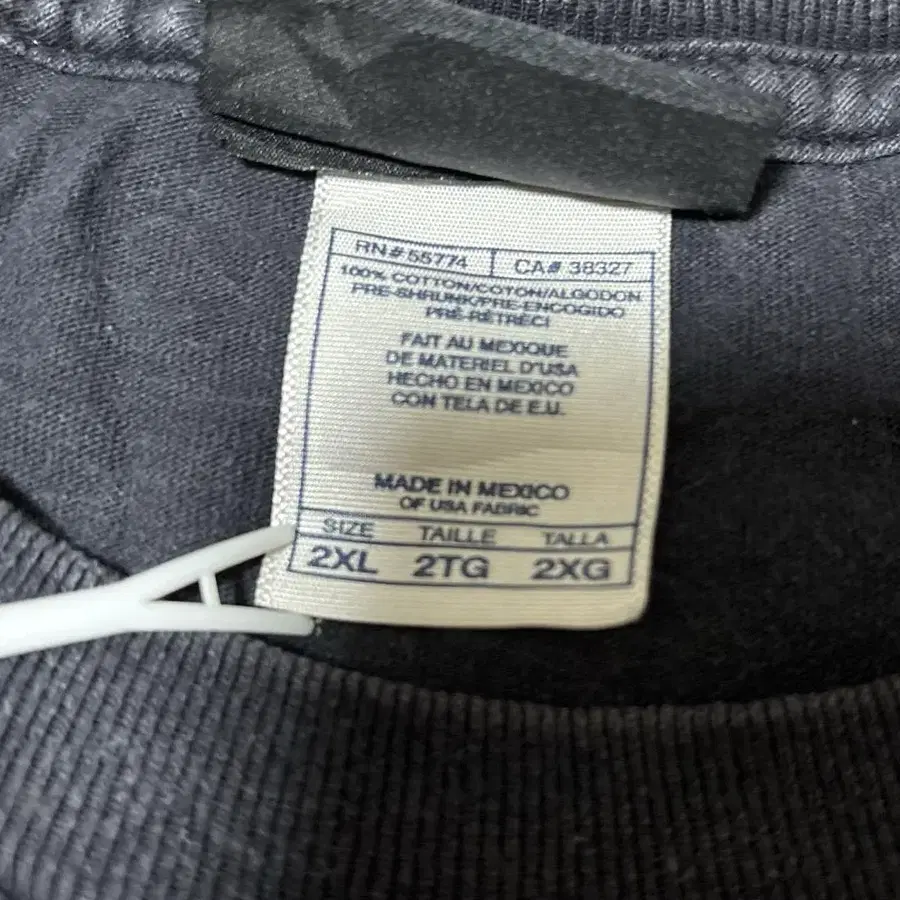 RN# 55774 CA# 38327
100% COTTON/COTON/ALGODON
PRE-SHRUNK/PRE-ENCOGIDO
PRÉ-RÉTRÉCI
FAIT AU MEXIQUE
DE MATERIEL D'USA
HECHO EN MEXICO
CON TELA DE E.U.
MADE IN MEXICO
OF USA FABRIC
SIZE TAILLE TALLA
2XL 2TG 2XG